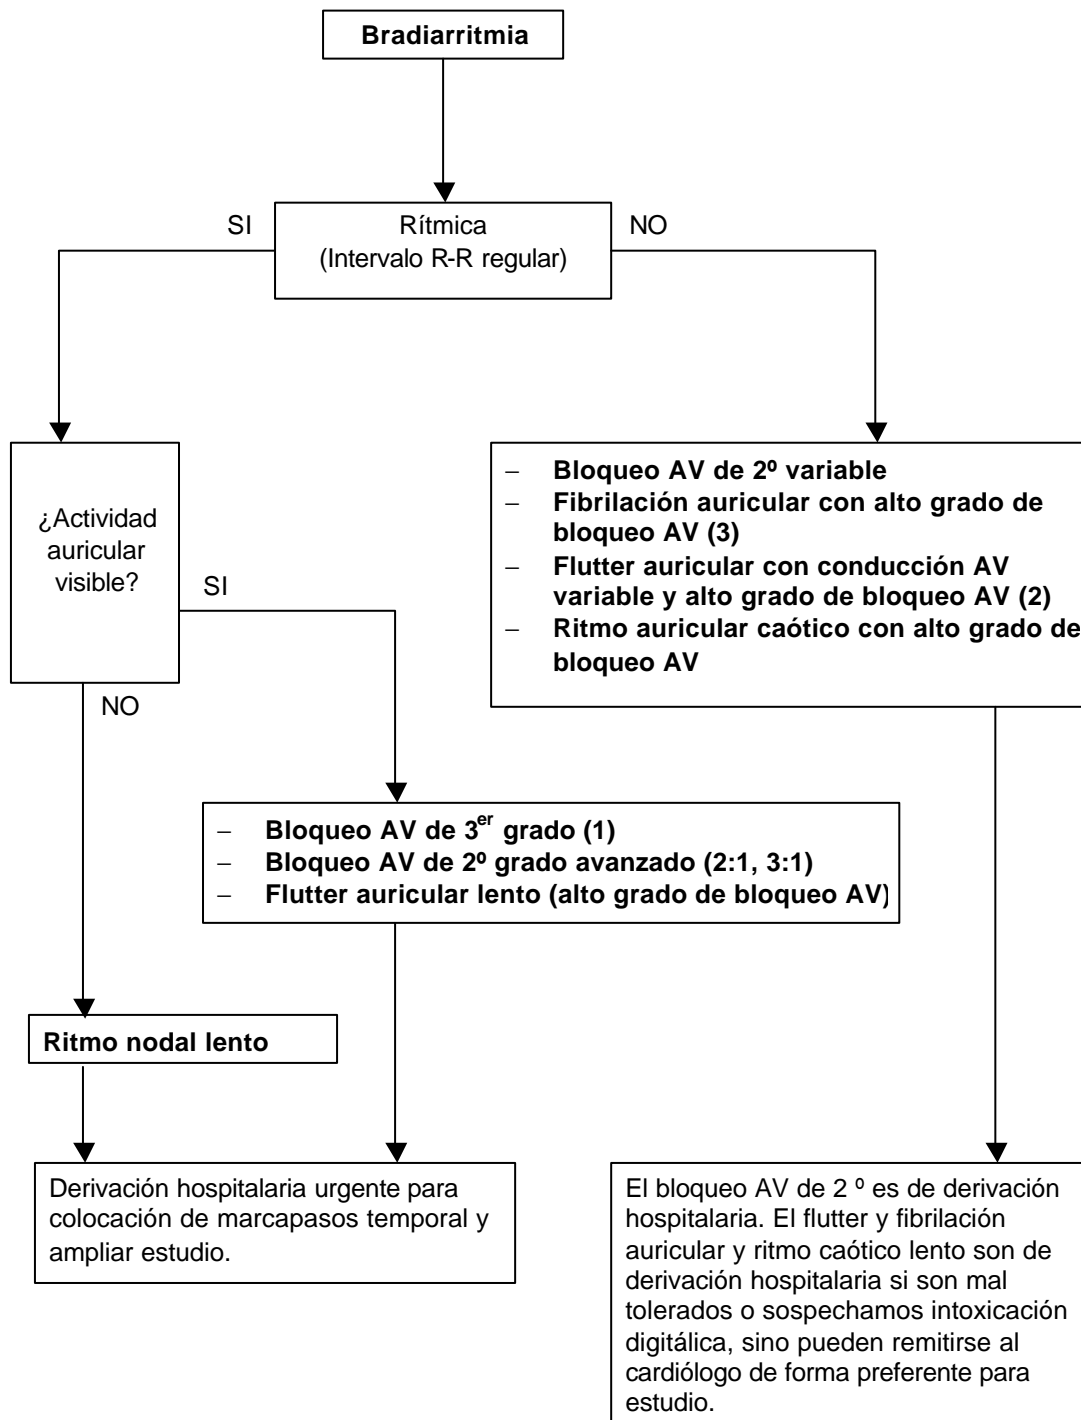 Bradiarritmia
SI
Rítmica
(Intervalo R-R regular)
NO
¿Actividad
auricular
visible?
SI
NO
– Bloqueo AV de 2º variable
– Fibrilación auricular con alto grado de
bloqueo AV (3)
– Flutter auricular con conducción AV
variable y alto grado de bloqueo AV (2)
– Ritmo auricular caótico con alto grado de
bloqueo AV
– Bloqueo AV de 3er grado (1)
– Bloqueo AV de 2º grado avanzado (2:1, 3:1)
– Flutter auricular lento (alto grado de bloqueo AV)
Ritmo nodal lento
Derivación hospitalaria urgente para
colocación de marcapasos temporal y
ampliar estudio.
El bloqueo AV de 2 º es de derivación
hospitalaria. El flutter y fibrilación
auricular y ritmo caótico lento son de
derivación hospitalaria si son mal
tolerados o sospechamos intoxicación
digitálica, sino pueden remitirse al
cardiólogo de forma preferente para
estudio.